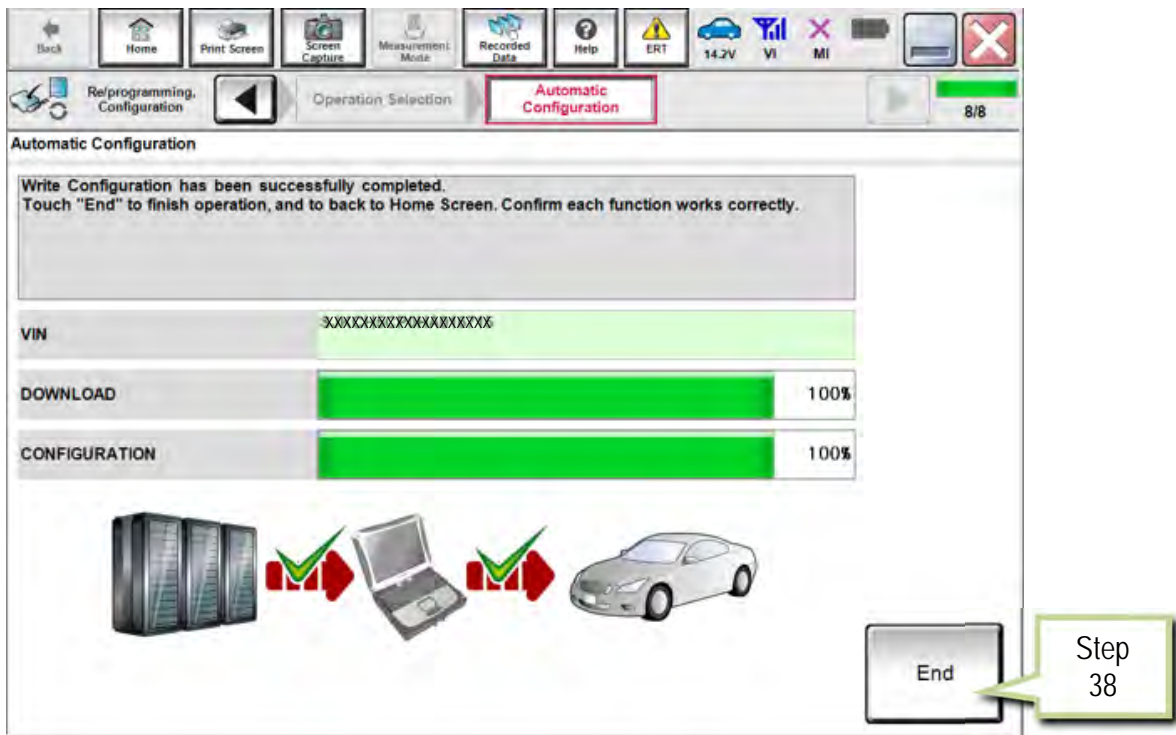 Back
Home
Print Screen
Screen
Capture
Measurement
Mode
Recorded
Data
Help
ERT
14.2V
VI
MI
Re/programming,
Configuration
Operation Selection
Automatic
Configuration
8/8
Automatic Configuration
Write Configuration has been successfully completed.
Touch "End" to finish operation, and to back to Home Screen. Confirm each function works correctly.
VIN
DOWNLOAD
100%
CONFIGURATION
100%
End
Step
38